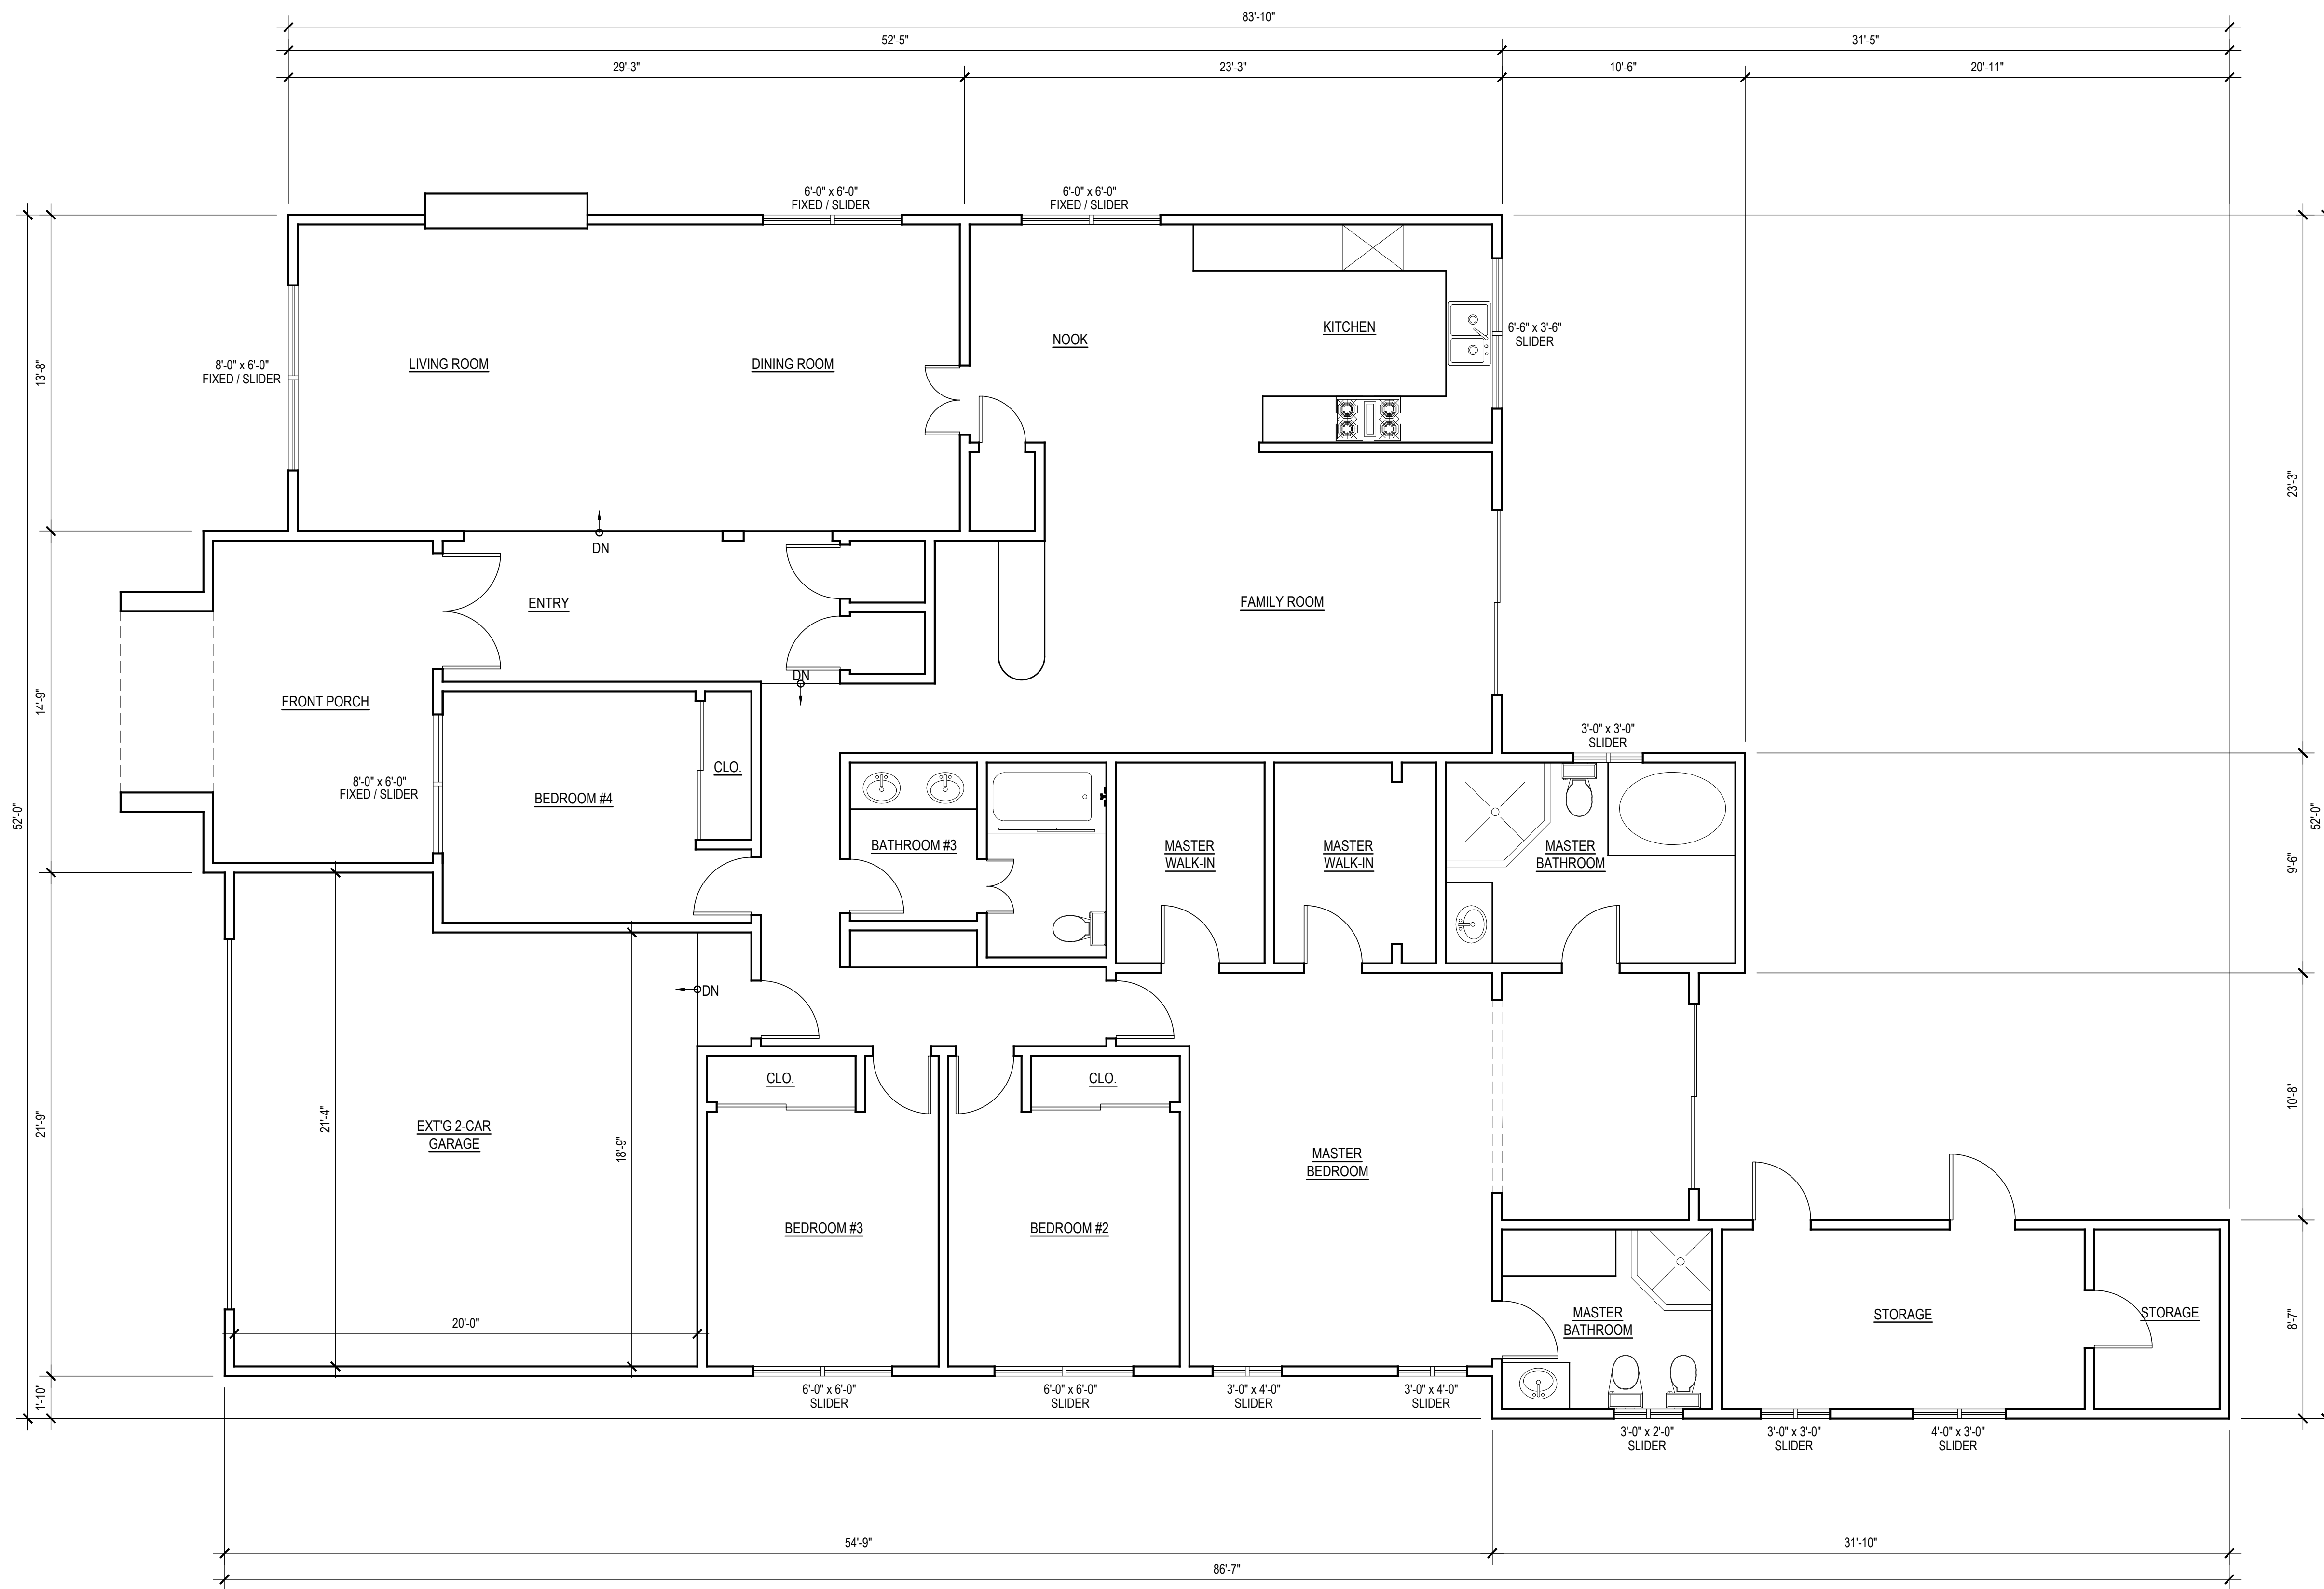 83'-10"
52'-5"
31'-5"
29'-3"
23'-3"
10'-6"
20'-11"
6'-0" x 6'-0"
FIXED / SLIDER
6'-0" x 6'-0"
FIXED / SLIDER
KITCHEN
6'-6" x 3'-6"
SLIDER
NOOK
8'-0" x 6'-0"
FIXED / SLIDER
LIVING ROOM
DINING ROOM
13'-8"
23'-3"
DN
ENTRY
FAMILY ROOM
DN
FRONT PORCH
14'-9"
3'-0" x 3'-0"
SLIDER
CLO.
8'-0" x 6'-0"
FIXED / SLIDER
BEDROOM #4
52'-0"
52'-0"
BATHROOM #3
MASTER
WALK-IN
MASTER
WALK-IN
MASTER
BATHROOM
9'-6"
DN
CLO.
CLO.
10'-8"
21'-9"
21'-4"
EXT'G 2-CAR
GARAGE
18'-9"
MASTER
BEDROOM
BEDROOM #3
BEDROOM #2
20'-0"
MASTER
BATHROOM
STORAGE
STORAGE
8'-7"
1'-10"
6'-0" x 6'-0"
SLIDER
6'-0" x 6'-0"
SLIDER
3'-0" x 4'-0"
SLIDER
3'-0" x 4'-0"
SLIDER
3'-0" x 2'-0"
SLIDER
3'-0" x 3'-0"
SLIDER
4'-0" x 3'-0"
SLIDER
54'-9"
31'-10"
86'-7"